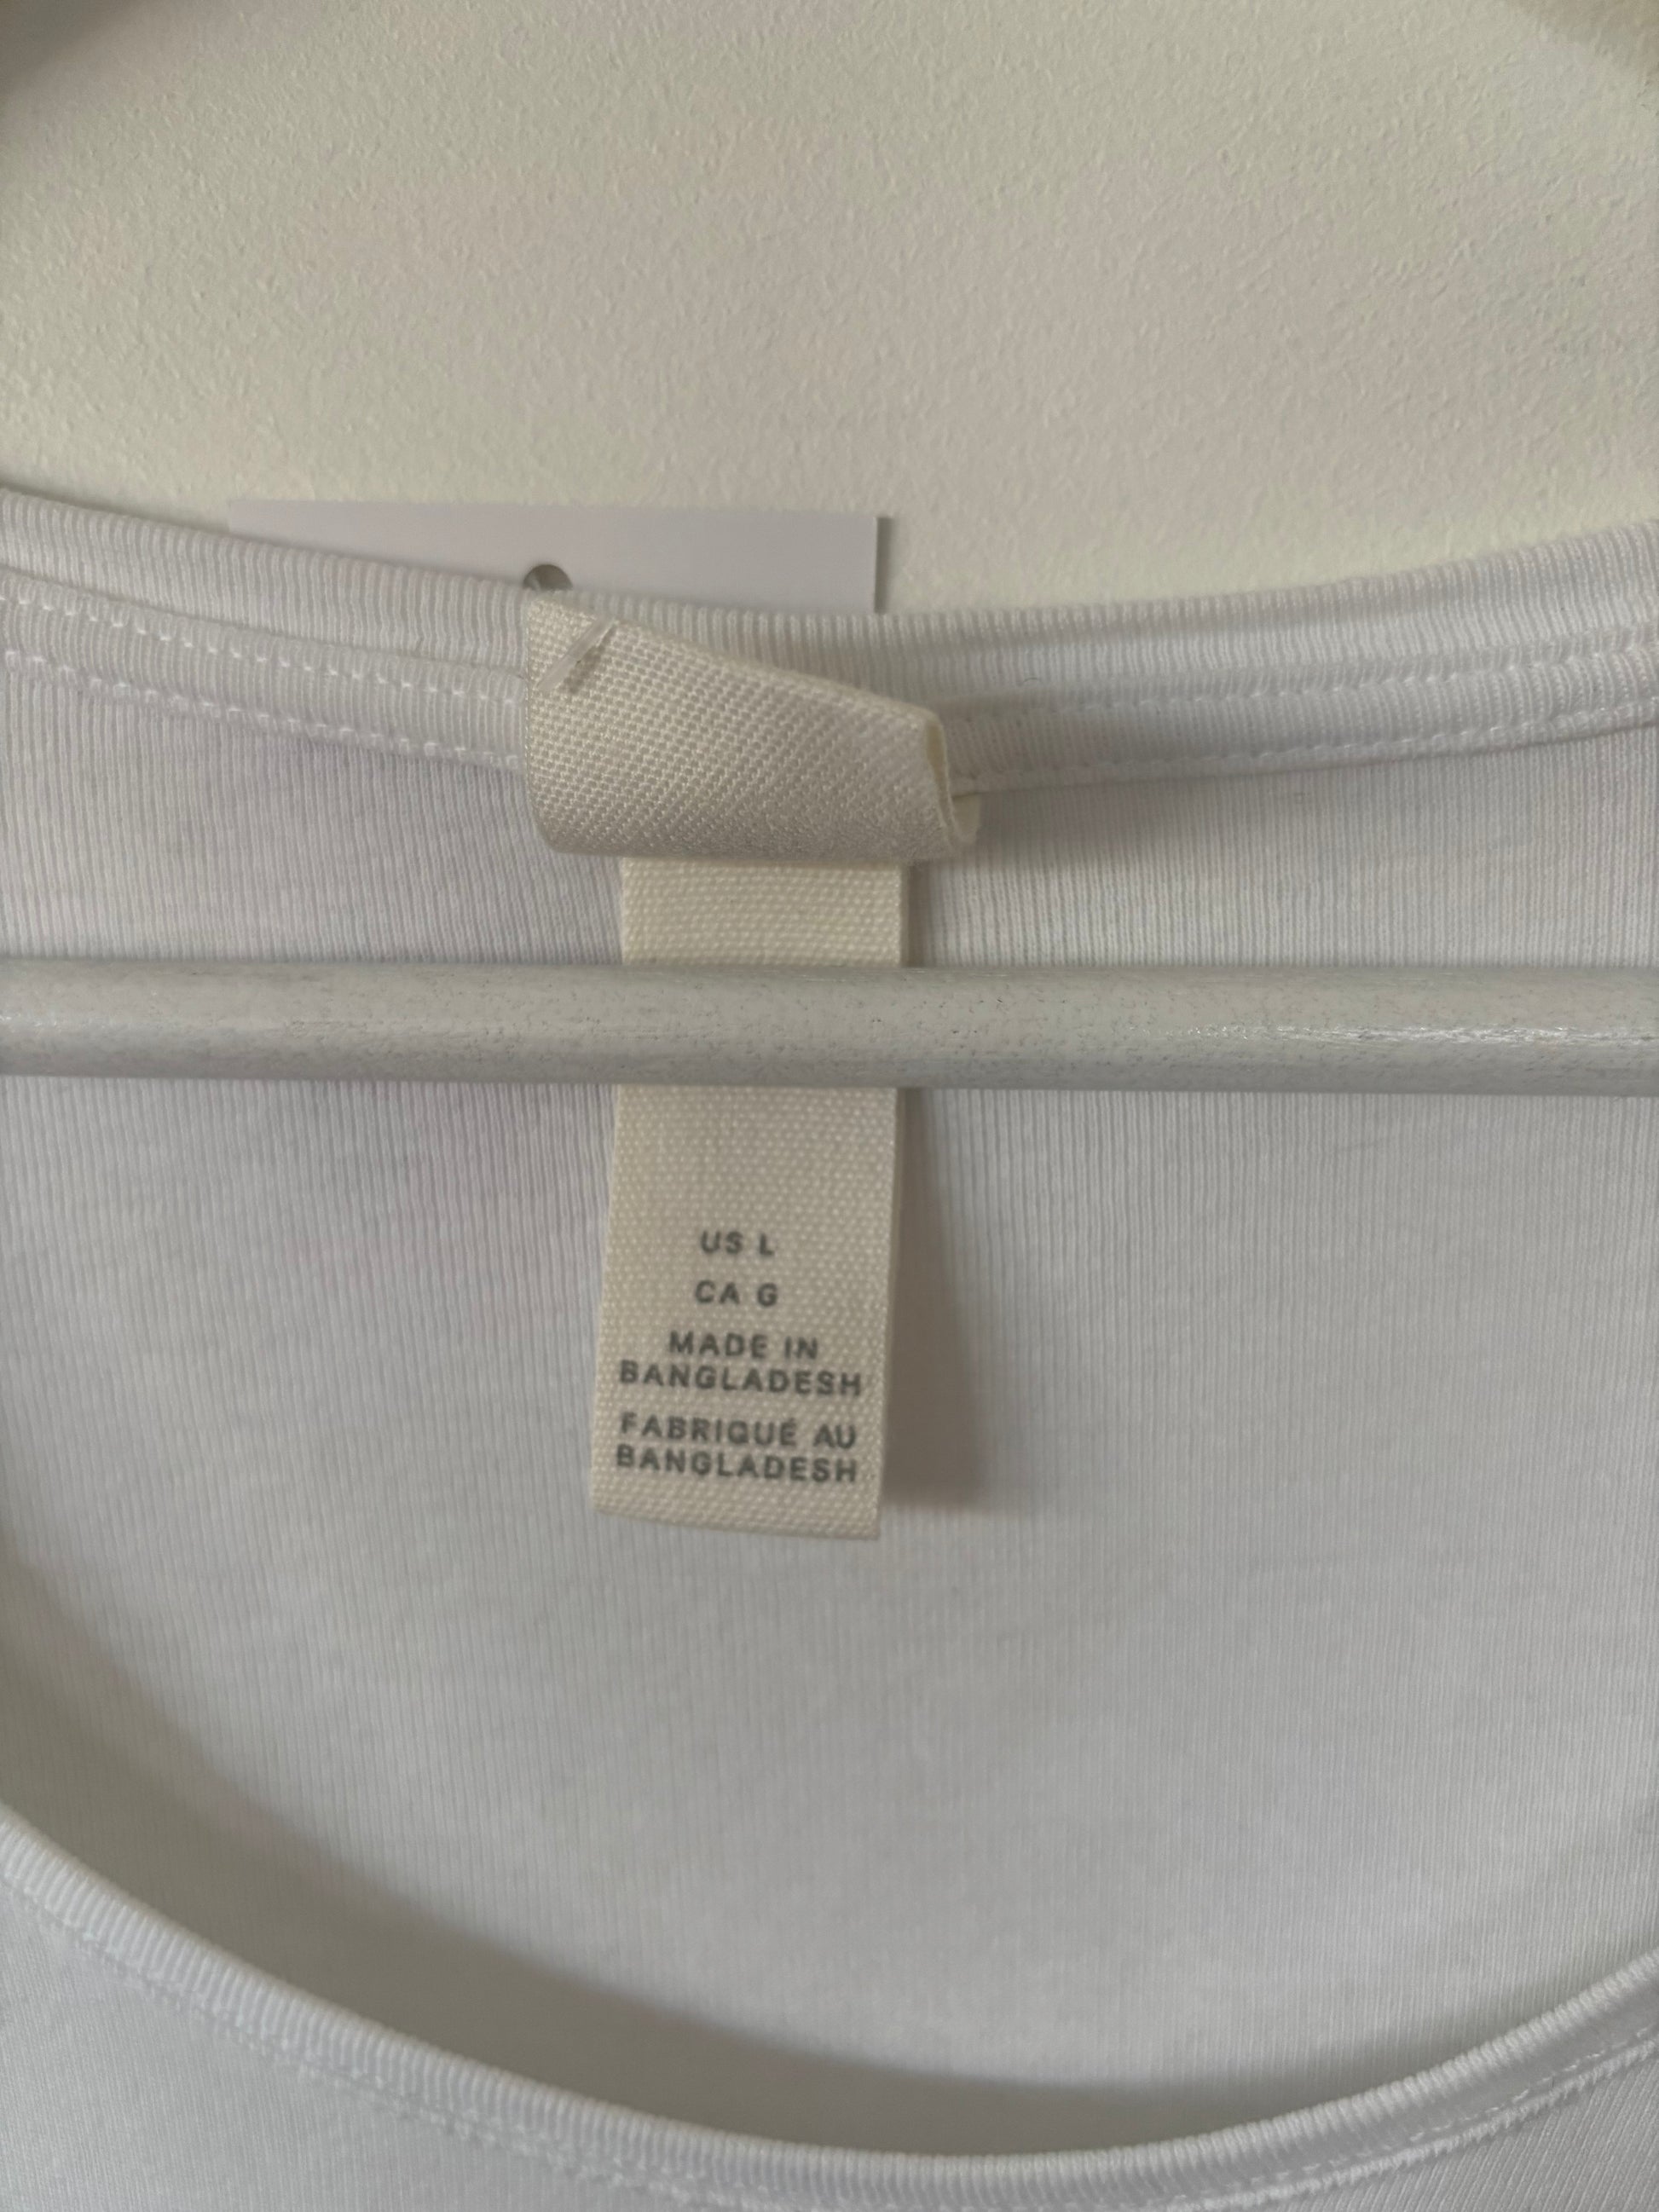 US L
CA G
MADE IN
BANGLADESH
FABRIQUÉ AU
BANGLADESH